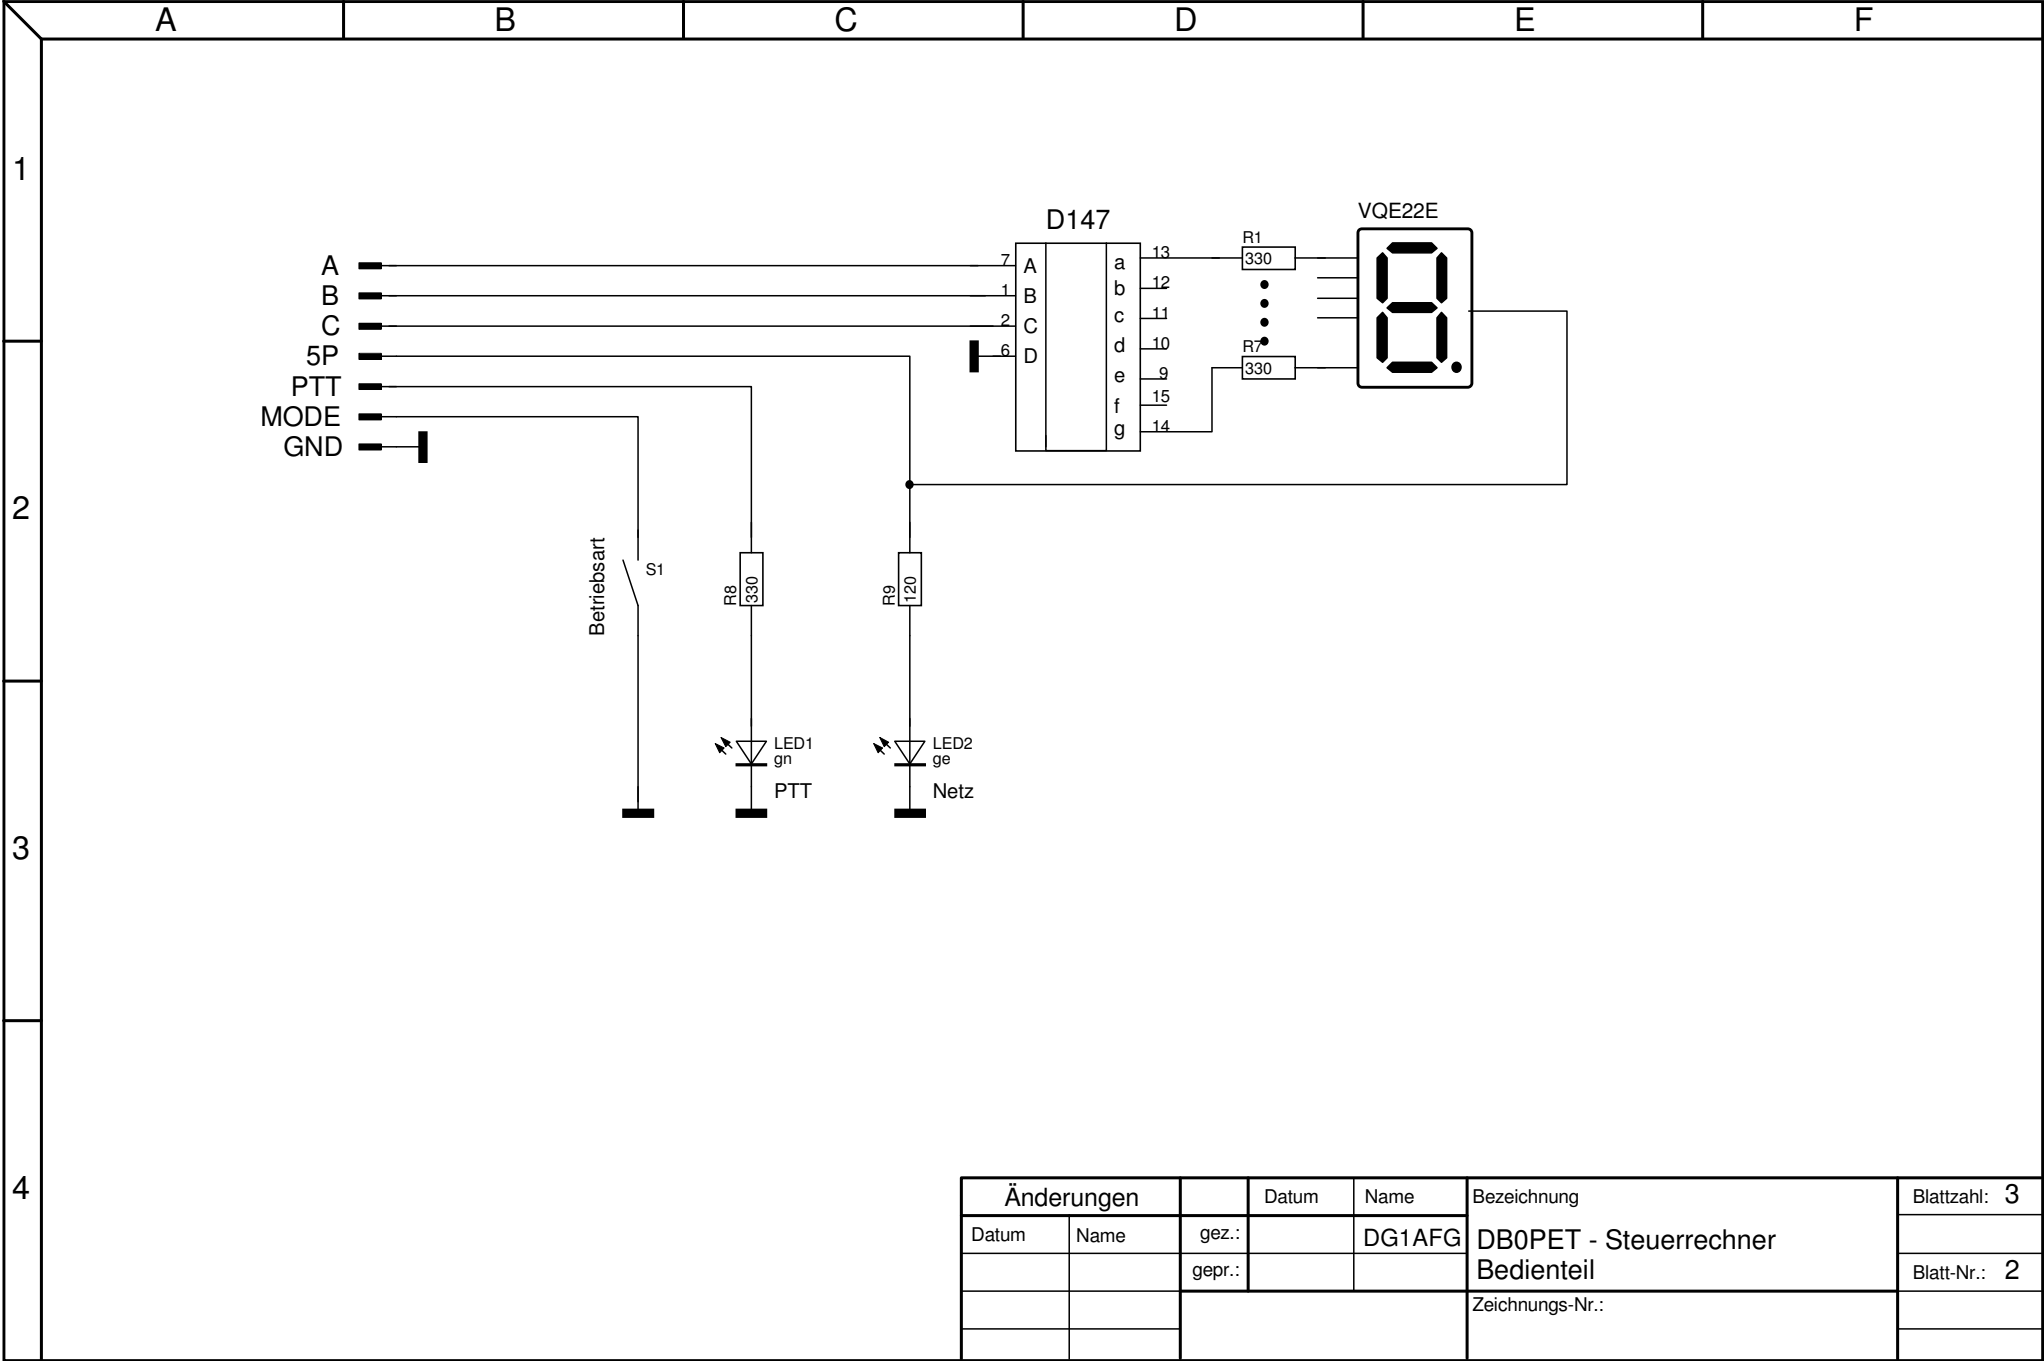 A B C D E F
1
2
3
4
A
B
C
5P
PTT
MODE
GND
D147
7 A
1 B
2 C
6 D
a 13
b 12
c 11
d 10
e 9
f 15
g 14
R1
330
R7
330
VQE22E
Betriebsart
S1
R8
330
R9
120
LED1
gn
PTT
LED2
ge
Netz
Änderungen
Datum Name
Datum Name
gez.: DG1AFG
gepr.:
Bezeichnung
DB0PET - Steuerrechner
Bedienteil
Zeichnungs-Nr.:
Blattzahl: 3
Blatt-Nr.: 2